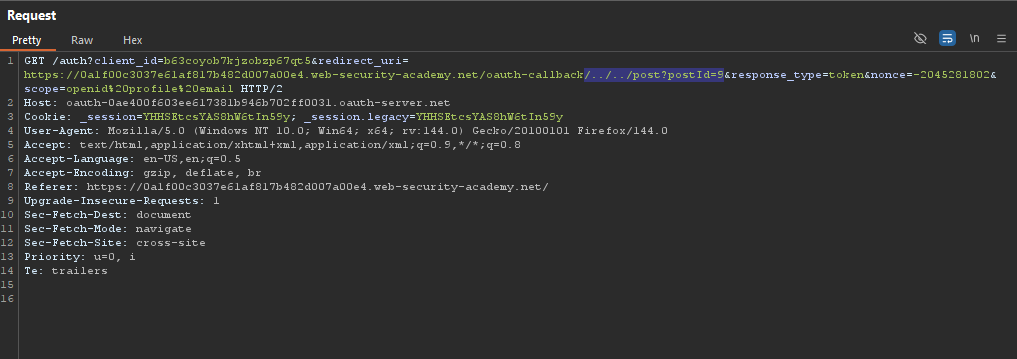 Request
Pretty Raw Hex
\n
1 GET /auth?client_id=b63coyob7kjzobzp67qt5&redirect_uri=
https://0a1f00c3037e61af817b482d007a00e4.web-security-academy.net/oauth-callback/../../post?postId=9&response_type=token&nonce=-2045281802&
scope=openid%20profile%20email HTTP/2
2 Host: oauth-0ae400f603ee617381b946b702ff0031.oauth-server.net
3 Cookie: _session=YHHSEtcsYAS8hW6tIn59y; _session.legacy=YHHSEtcsYAS8hW6tIn59y
4 User-Agent: Mozilla/5.0 (Windows NT 10.0; Win64; x64; rv:144.0) Gecko/20100101 Firefox/144.0
5 Accept: text/html,application/xhtml+xml,application/xml;q=0.9,*/*;q=0.8
6 Accept-Language: en-US,en;q=0.5
7 Accept-Encoding: gzip, deflate, br
8 Referer: https://0a1f00c3037e61af817b482d007a00e4.web-security-academy.net/
9 Upgrade-Insecure-Requests: 1
10 Sec-Fetch-Dest: document
11 Sec-Fetch-Mode: navigate
12 Sec-Fetch-Site: cross-site
13 Priority: u=0, i
14 Te: trailers
15
16